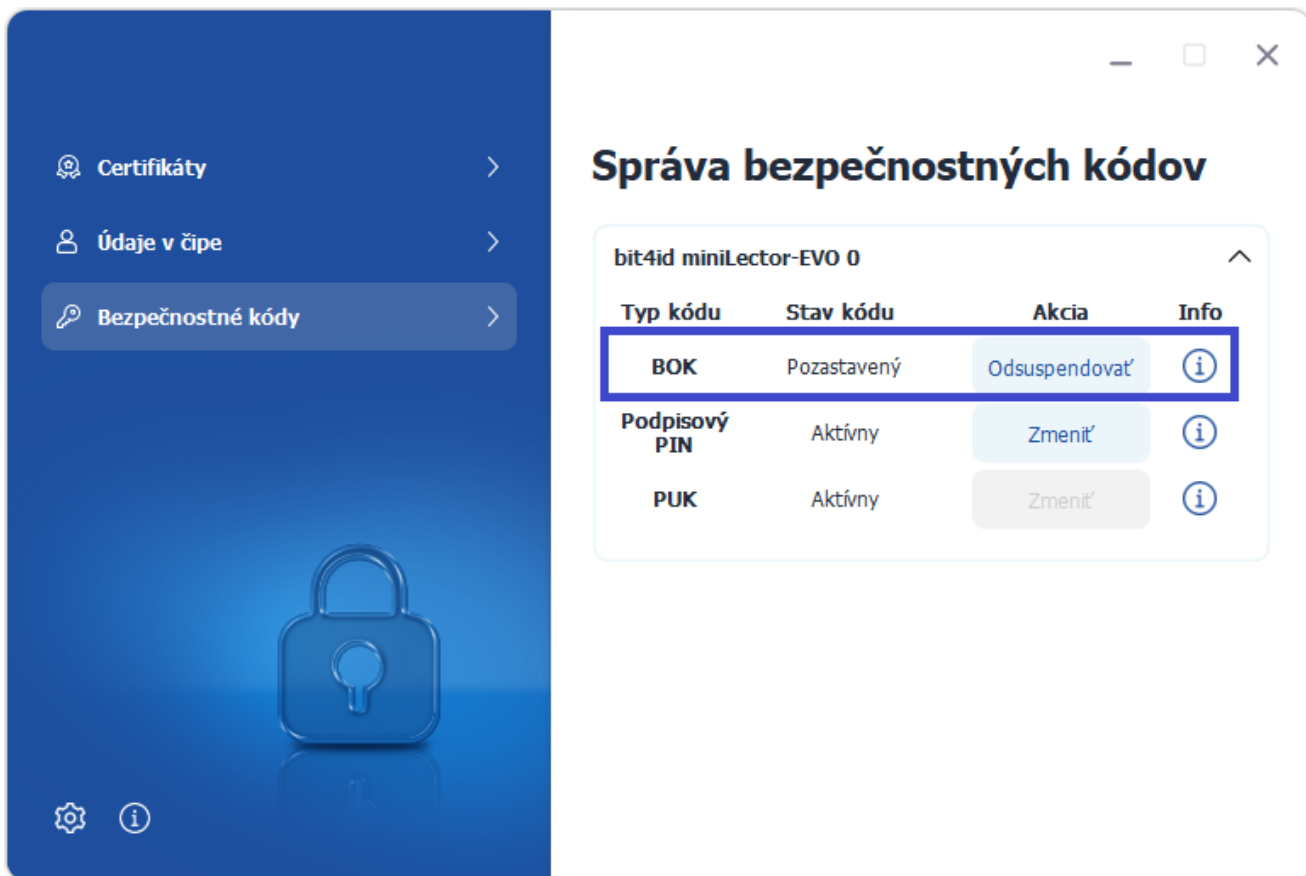 Certifikáty
Údaje v čipe
Bezpečnostné kódy
Správa bezpečnostných kódov
bit4id miniLector-EVO 0
Typ kódu Stav kódu Akcia Info
BOK Pozastavený Odsuspendovať
Podpisový
PIN Aktívny Zmeniť
PUK Aktívny Zmeniť